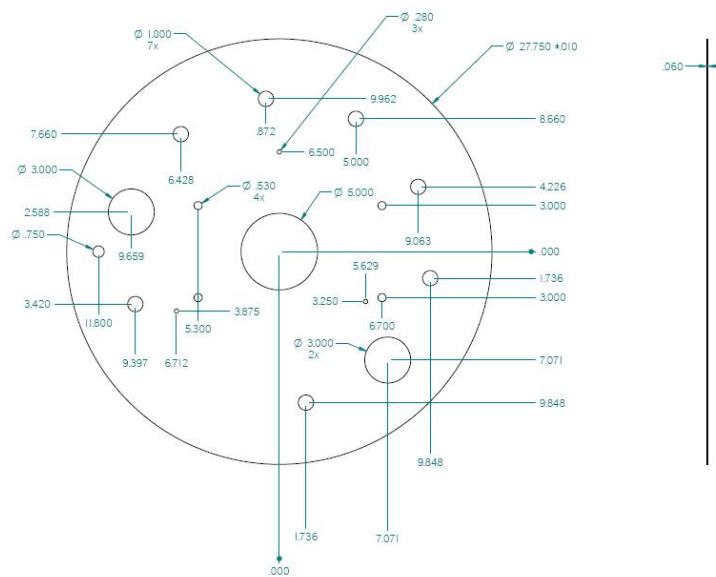 Ø .280
3x
Ø 1.000
7x
Ø 27.750 ±.010
.060
9.962
.872
8.660
7.660
6.500
5.000
6.428
Ø 3.000
Ø .530
4x
Ø 5.000
4.226
3.000
2.588
Ø .750
9.659
9.063
.000
5.629
1.736
3.420
3.250
3.000
11.800
3.875
5.300
6.700
9.397
6.712
Ø 3.000
2x
7.071
9.848
9.848
1.736
7.071
.000